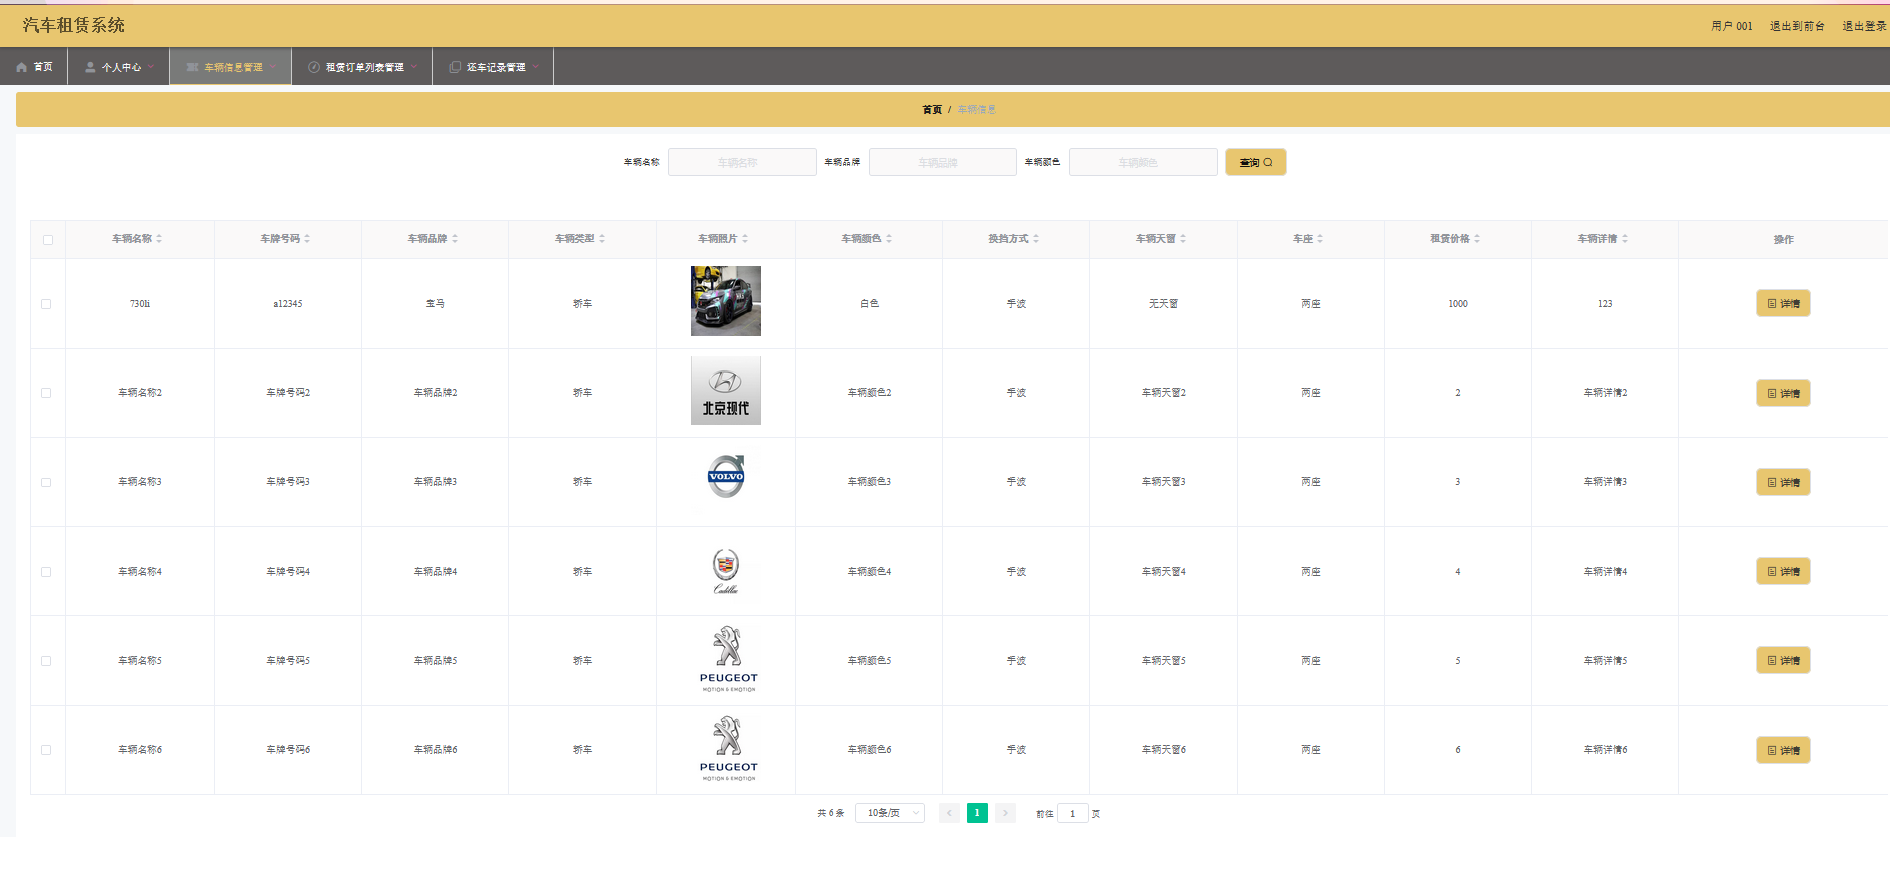 汽车租赁系统
用户 001 退出到前台 退出登录
首页 个人中心 车辆信息管理 租赁订单列表管理 还车记录管理
首页 / 车辆信息
车辆名称 车辆名称 车辆品牌 车辆品牌 车辆颜色 车辆颜色 查询
车辆名称 车牌号码 车辆品牌 车辆类型 车辆照片 车辆颜色 换挡方式 车辆天窗 车座 租赁价格 车辆详情 操作
730li a12345 宝马 轿车 白色 手波 无天窗 两座 1000 123 详情
车辆名称2 车牌号码2 车辆品牌2 轿车 北京现代 车辆颜色2 手波 车辆天窗2 两座 2 车辆详情2 详情
车辆名称3 车牌号码3 车辆品牌3 轿车 VOLVO 车辆颜色3 手波 车辆天窗3 两座 3 车辆详情3 详情
车辆名称4 车牌号码4 车辆品牌4 轿车 Cadillac 车辆颜色4 手波 车辆天窗4 两座 4 车辆详情4 详情
车辆名称5 车牌号码5 车辆品牌5 轿车 PEUGEOT MOTION & EMOTION 车辆颜色5 手波 车辆天窗5 两座 5 车辆详情5 详情
车辆名称6 车牌号码6 车辆品牌6 轿车 PEUGEOT MOTION & EMOTION 车辆颜色6 手波 车辆天窗6 两座 6 车辆详情6 详情
共 6 条 10条/页 1 前往 1 页